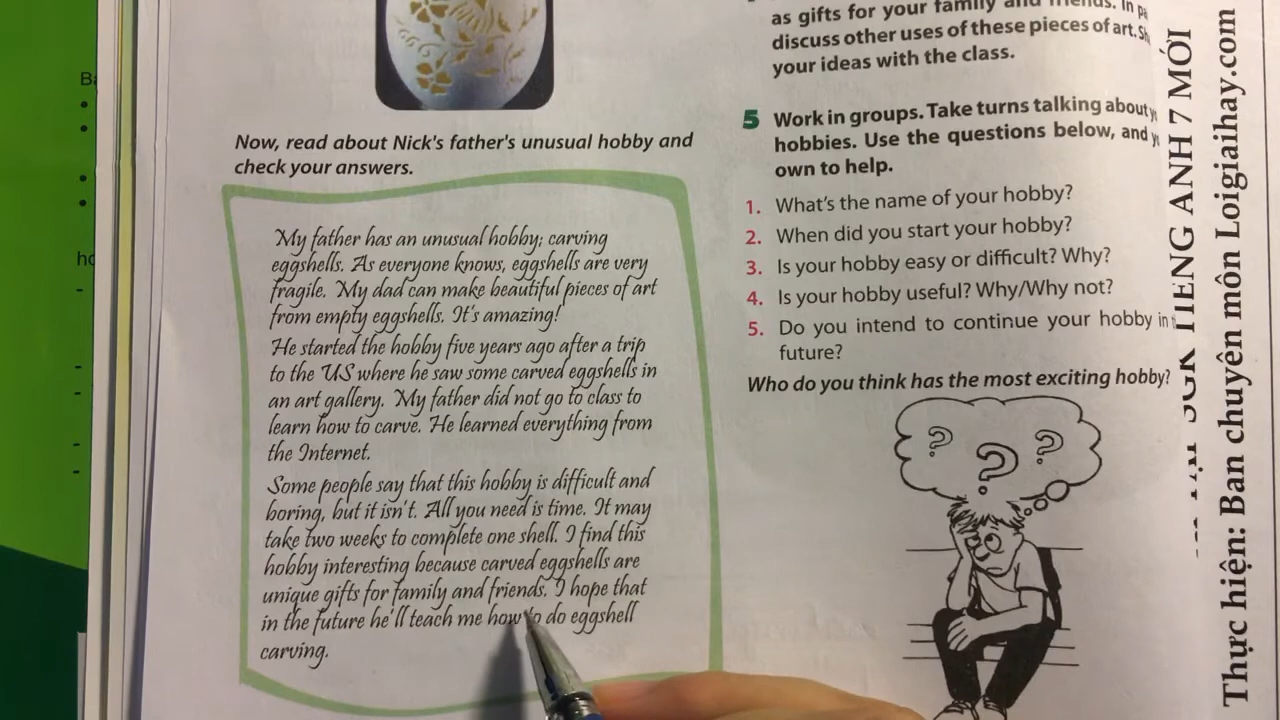 Now, read about Nick's father's unusual hobby and
check your answers.
My father has an unusual hobby: carving
eggshells. As everyone knows, eggshells are very
fragile. My dad can make beautiful pieces of art
from empty eggshells. It's amazing!
He started the hobby five years ago after a trip
to the US where he saw some carved eggshells in
an art gallery. My father did not go to class to
learn how to carve. He learned everything from
the Internet.
Some people say that this hobby is difficult and
boring, but it isn't. All you need is time. It may
take two weeks to complete one shell. I find this
hobby interesting because carved eggshells are
unique gifts for family and friends. I hope that
in the future he'll teach me how to do eggshell
carving.
as gifts for your family and friends. In
discuss other uses of these pieces of art.
your ideas with the class.
5 Work in groups. Take turns talking about
hobbies. Use the questions below, and
own to help.
1. What's the name of your hobby?
2. When did you start your hobby?
3. Is your hobby easy or difficult? Why?
4. Is your hobby useful? Why/Why not?
5. Do you intend to continue your hobby in
future?
Who do you think has the most exciting hobby?
? ? ?
SGK TIẾNG ANH 7 MỚI
Thực hiện: Ban chuyên môn Loigiaihay.com